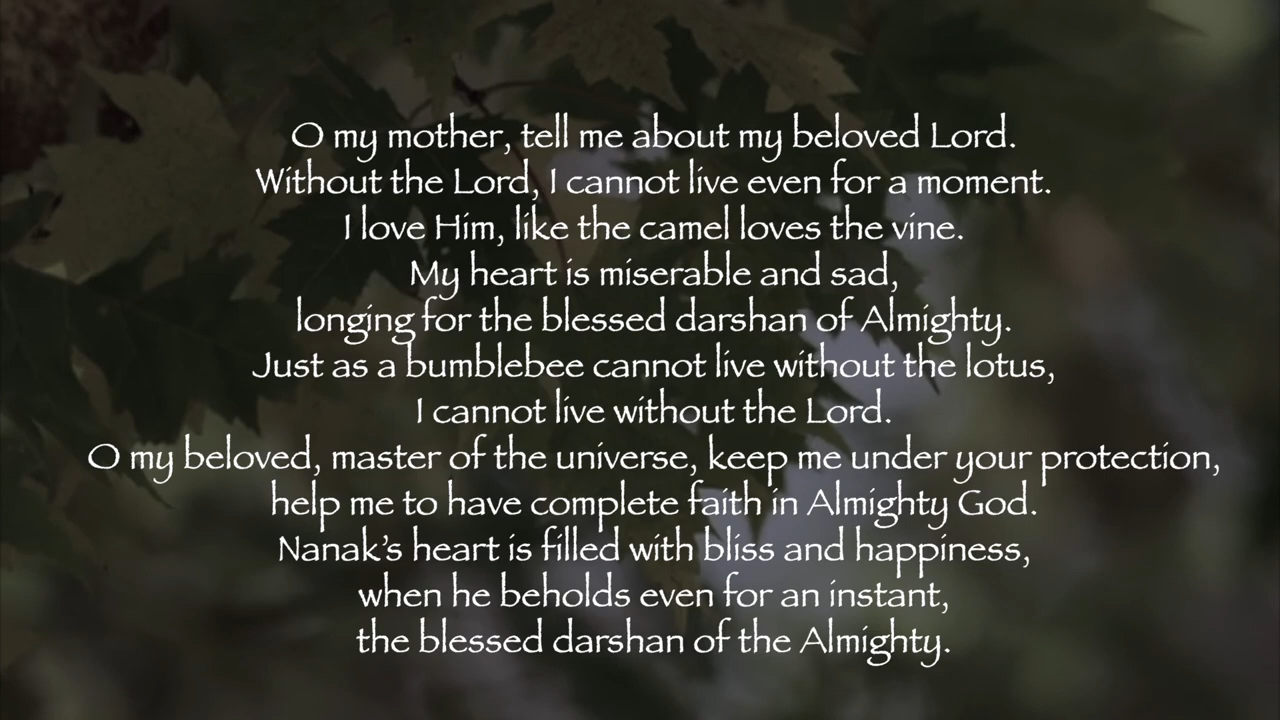 O my mother, tell me about my beloved Lord.
Without the Lord, I cannot live even for a moment.
I love Him, like the camel loves the vine.
My heart is miserable and sad,
longing for the blessed darshan of Almighty.
Just as a bumblebee cannot live without the lotus,
I cannot live without the Lord.
O my beloved, master of the universe, keep me under your protection,
help me to have complete faith in Almighty God.
Nanak's heart is filled with bliss and happiness,
when he beholds even for an instant,
the blessed darshan of the Almighty.